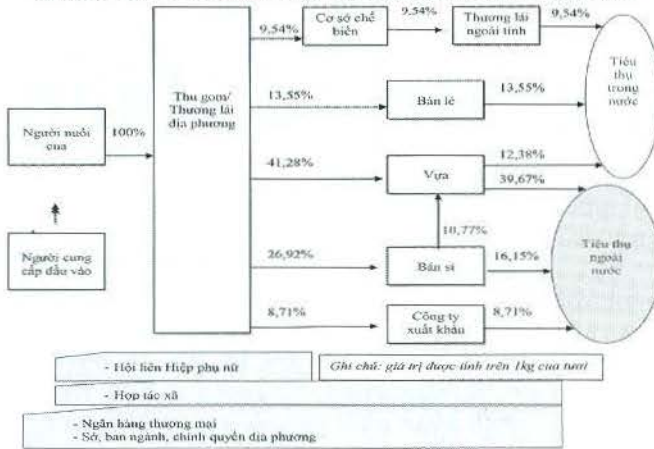 9,54%
Cơ sở chế
biến
9,54%
Thương lái
ngoài tỉnh
9,54%
Tiêu thụ
trong nước
Thu gom/
Thương lái
địa phương
13,55%
Bán lẻ
13,55%
Người nuôi
cua
100%
12,38%
41,28%
Vựa
39,67%
10,77%
Người cung
cấp đầu vào
26,92%
Bán sỉ
16,15%
Tiêu thụ
ngoài
nước
8,71%
Công ty
xuất khẩu
8,71%
- Hội liên Hiệp phụ nữ
Ghi chú: giá trị được tính trên 1kg cua tươi
- Hợp tác xã
- Ngân hàng thương mại
- Sở, ban ngành, chính quyền địa phương